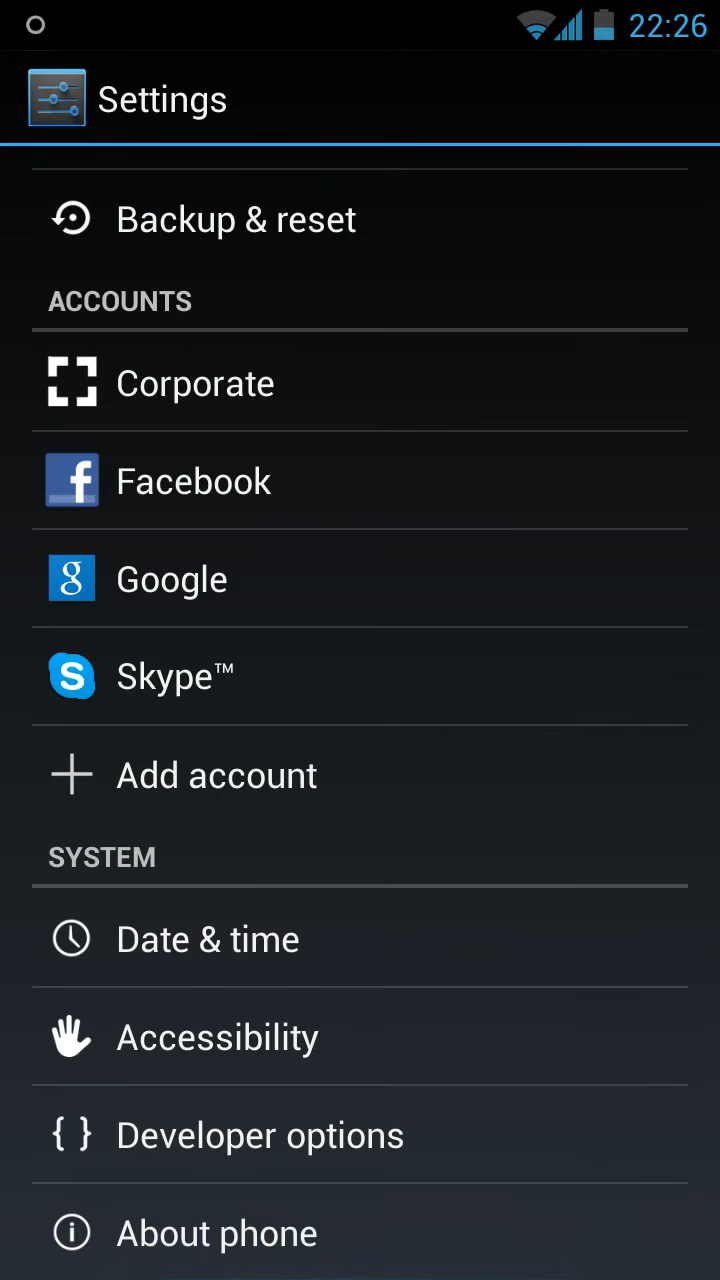 22:26
Settings
Backup & reset
ACCOUNTS
Corporate
Facebook
Google
Skype™
Add account
SYSTEM
Date & time
Accessibility
Developer options
About phone